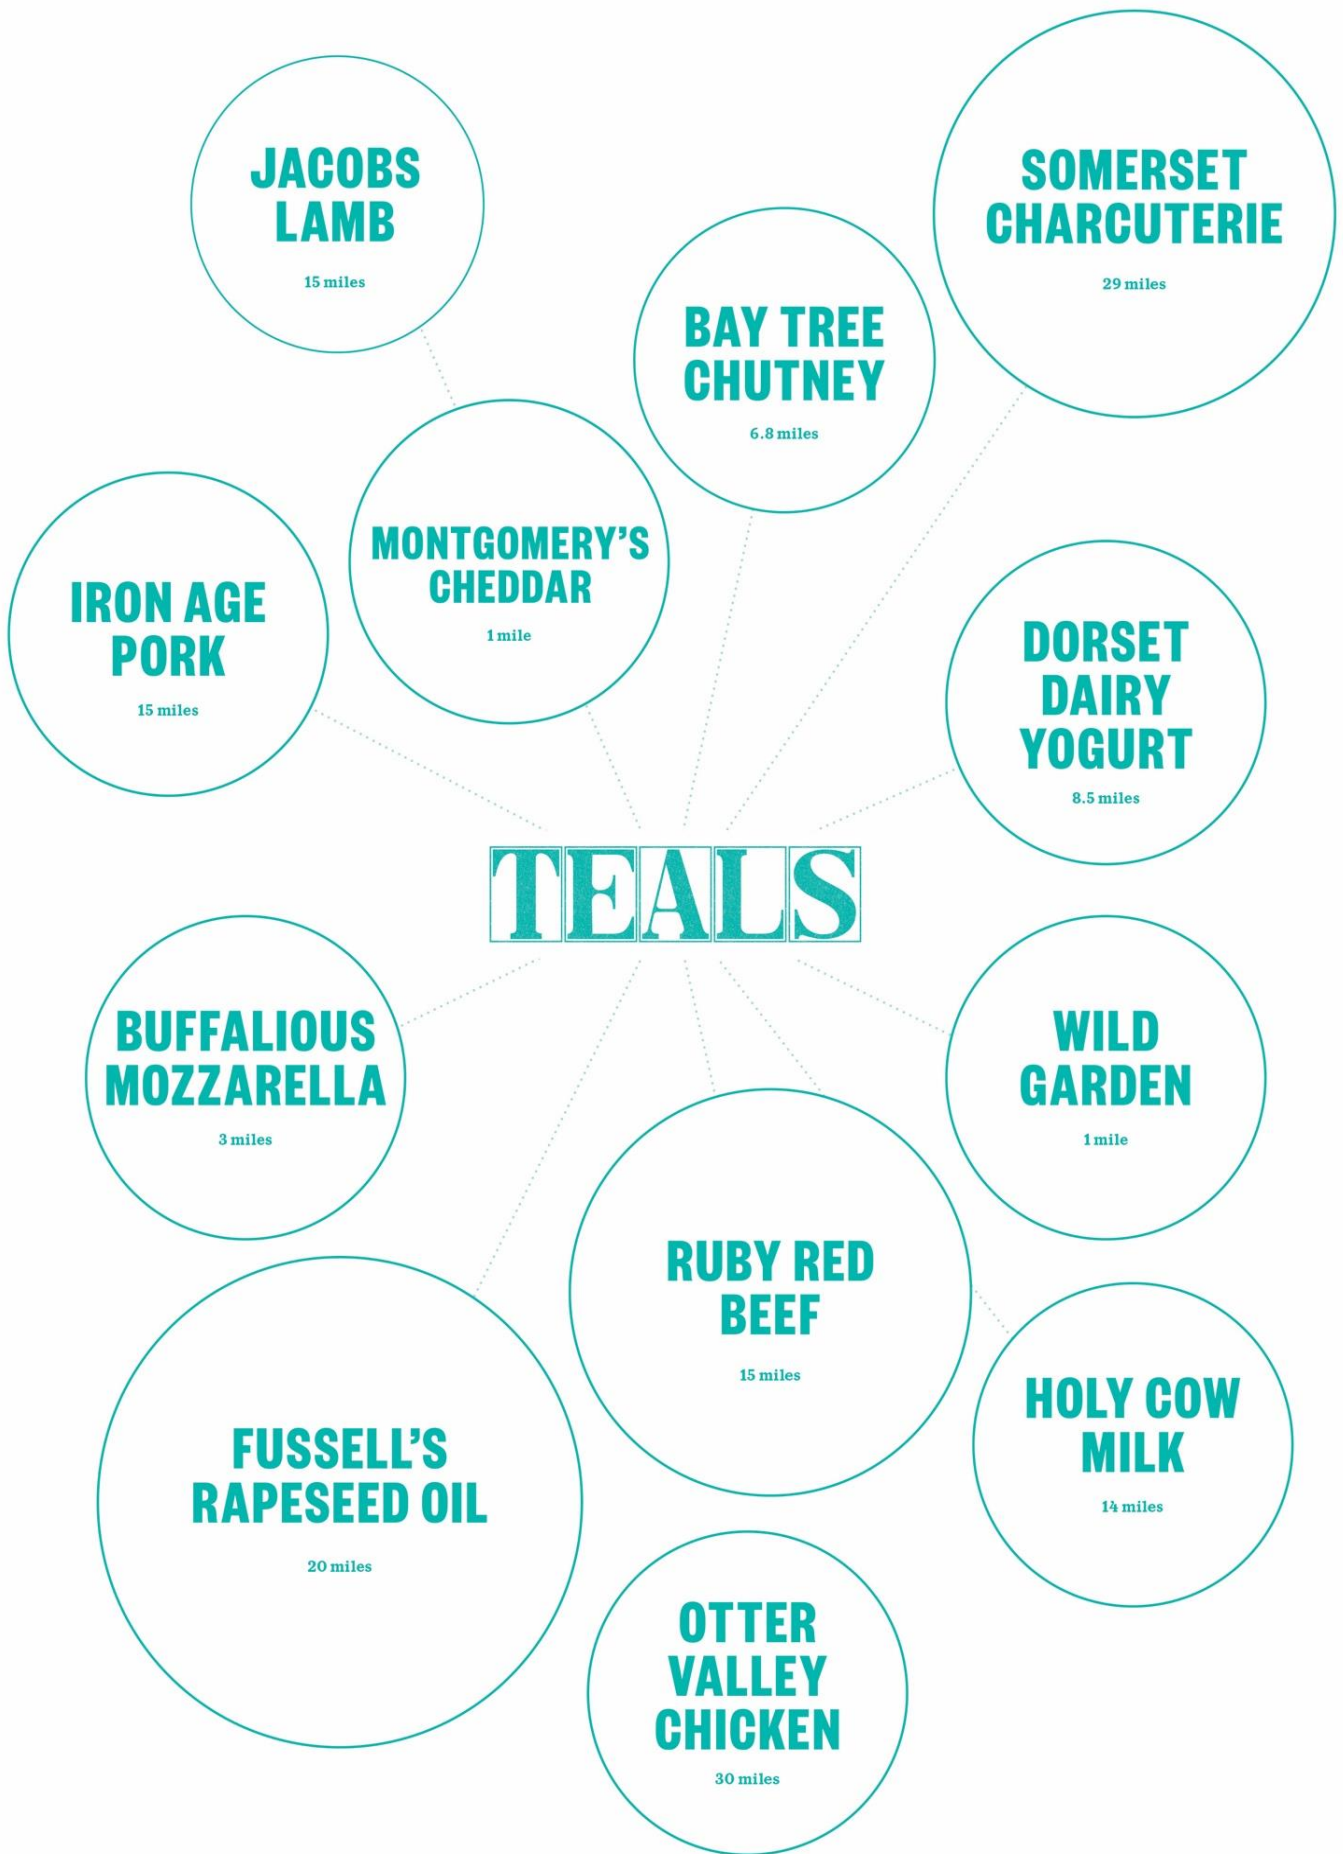 JACOBS
LAMB
15 miles
SOMERSET
CHARCUTERIE
29 miles
BAY TREE
CHUTNEY
6.8 miles
MONTGOMERY'S
CHEDDAR
1 mile
IRON AGE
PORK
15 miles
DORSET
DAIRY
YOGURT
8.5 miles
TEALS
BUFFALIOUS
MOZZARELLA
3 miles
WILD
GARDEN
1 mile
RUBY RED
BEEF
15 miles
HOLY COW
MILK
14 miles
FUSSELL'S
RAPESEED OIL
20 miles
OTTER
VALLEY
CHICKEN
30 miles